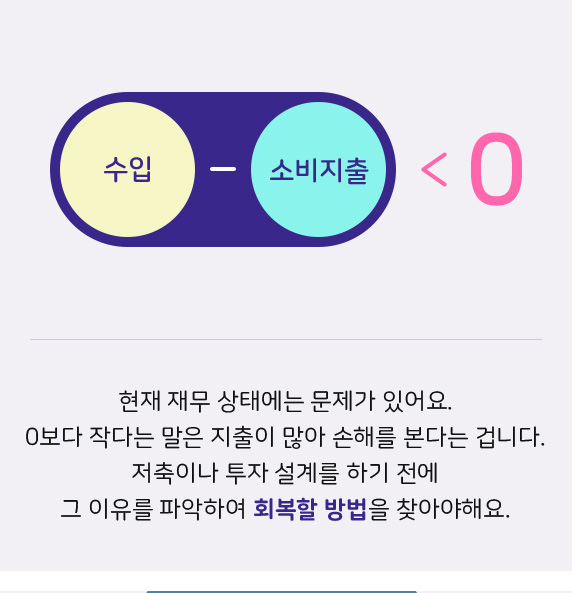 수입 – 소비지출 < 0
현재 재무 상태에는 문제가 있어요.
0보다 작다는 말은 지출이 많아 손해를 본다는 겁니다.
저축이나 투자 설계를 하기 전에
그 이유를 파악하여 회복할 방법을 찾아야해요.